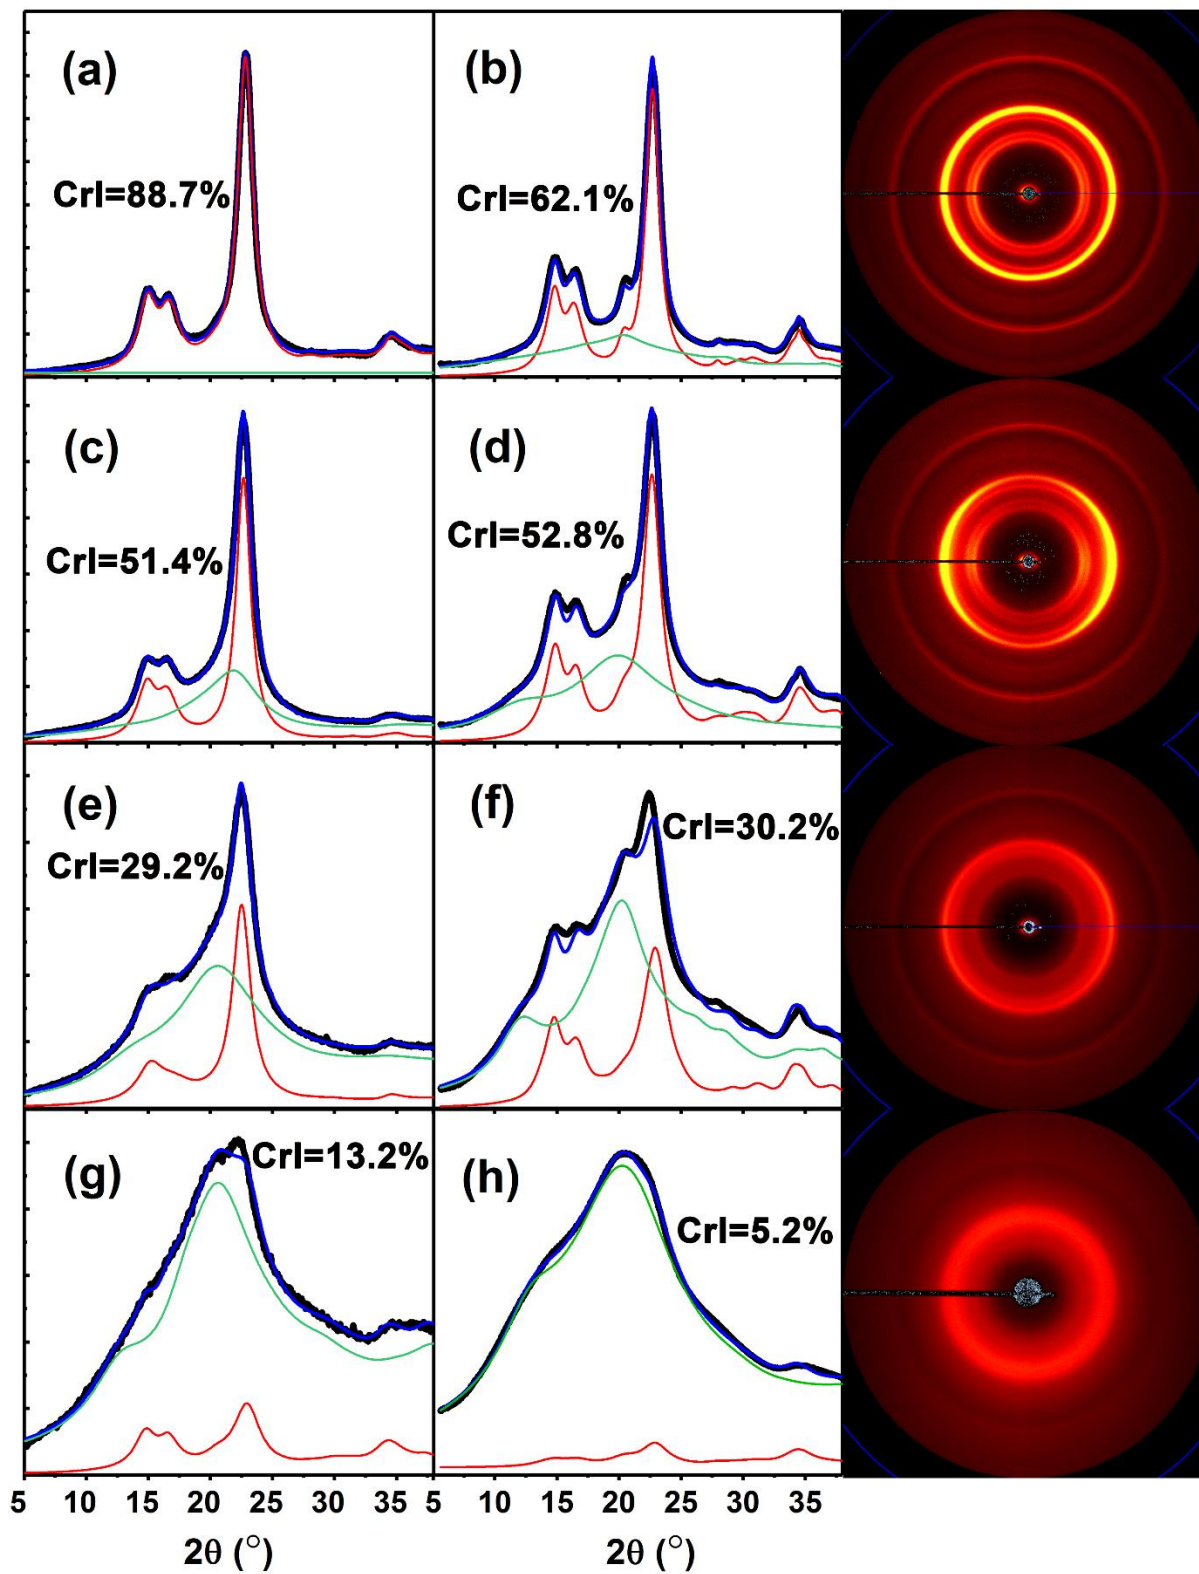 (a)
CrI=88.7%
(b)
CrI=62.1%
(c)
CrI=51.4%
(d)
CrI=52.8%
(e)
CrI=29.2%
(f)
CrI=30.2%
(g)
CrI=13.2%
(h)
CrI=5.2%
5 10 15 20 25 30 35 5 10 15 20 25 30 35
2θ (°) 2θ (°)